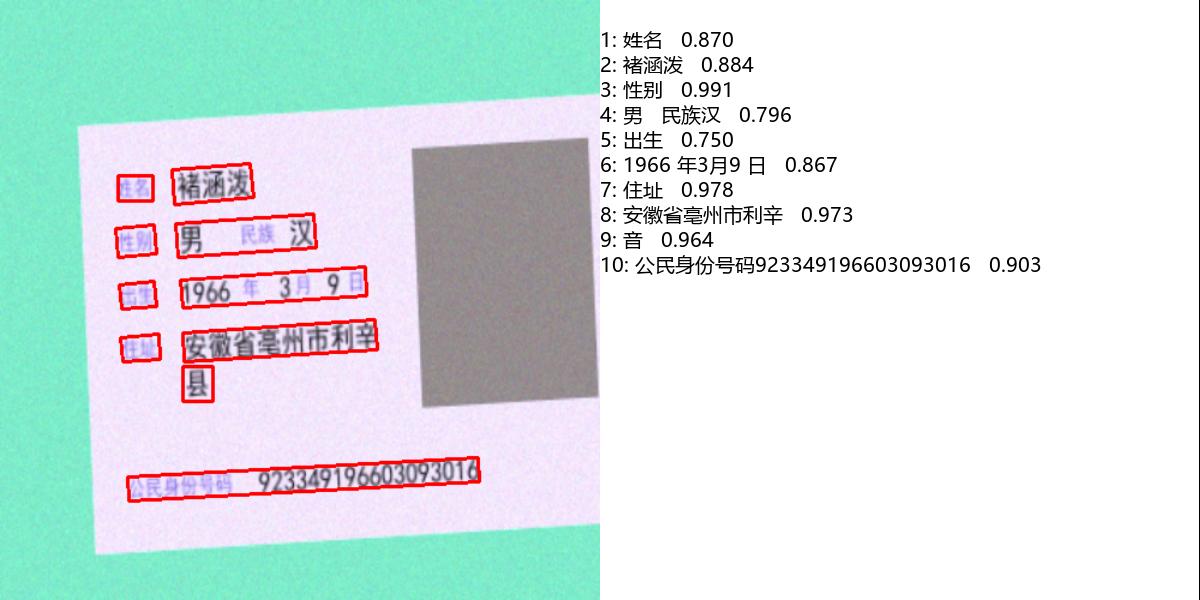 姓名 褚涵泼
性别 男 民族 汉
出生 1966 年 3 月 9 日
住址 安徽省亳州市利辛
县
公民身份号码 923349196603093016
1: 姓名 0.870
2: 褚涵泼 0.884
3: 性别 0.991
4: 男 民族汉 0.796
5: 出生 0.750
6: 1966 年3月9 日 0.867
7: 住址 0.978
8: 安徽省亳州市利辛 0.973
9: 音 0.964
10: 公民身份号码923349196603093016 0.903